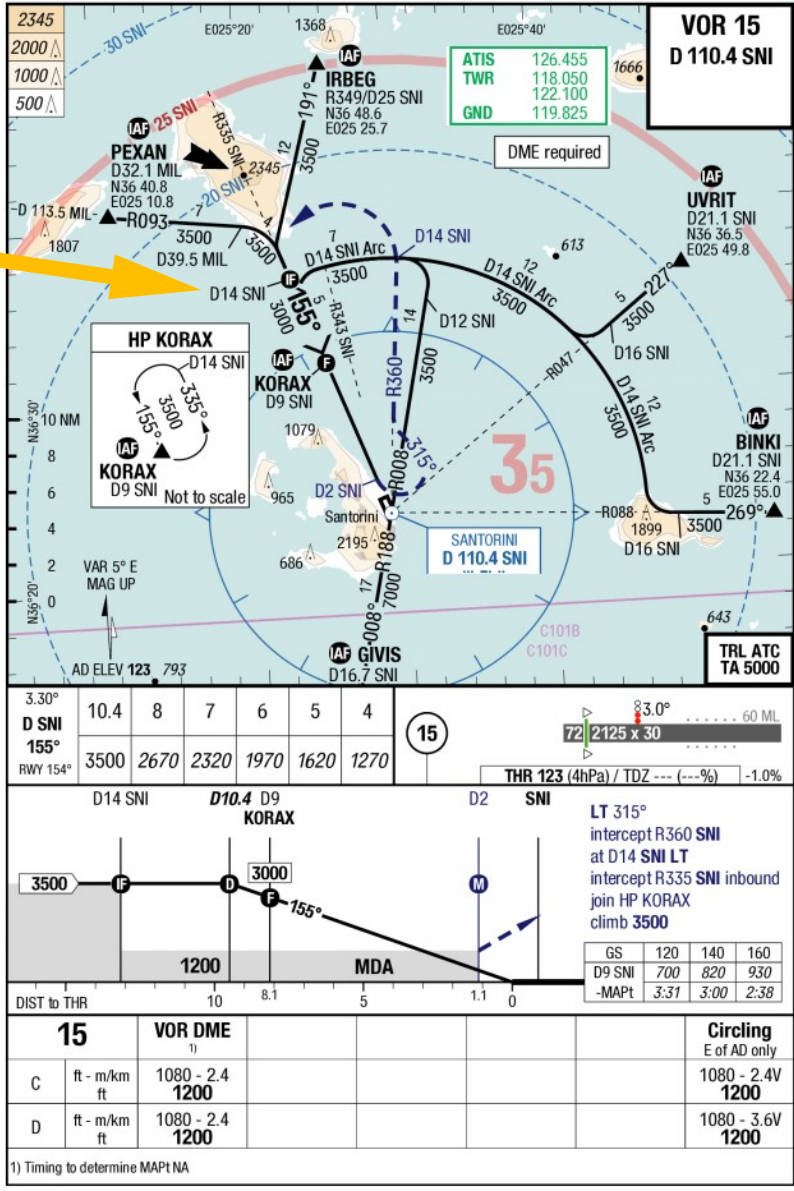 2345
2000
1000
500
30 SNI
E025°20'
1368
E025°40'
VOR 15
D 110.4 SNI
ATIS 126.455
TWR 118.050
122.100
GND 119.825
1666
DME required
IAF
IRBEG
R349/D25 SNI
N36 48.6
E025 25.7
191°
12
3500
25 SNI
IAF
PEXAN
D32.1 MIL
N36 40.8
E025 10.8
R335 SNI
2345
20 SNI
D 113.5 MIL
R093
7
3500
D39.5 MIL
1807
4
3500
IAF
UVRIT
D21.1 SNI
N36 36.5
E025 49.8
227°
5
3500
D16 SNI
613
D14 SNI
IF
7
D14 SNI Arc
3500
D14 SNI
12
D14 SNI Arc
3500
155°
5
3000
R343 SNI
14
D12 SNI
3500
R360
R047
12
D14 SNI Arc
3500
HP KORAX
D14 SNI
335°
3500
155°
IAF
KORAX
D9 SNI
Not to scale
IAF
KORAX
D9 SNI
F
N36°30'
10 NM
8
6
4
2
0
N36°20'
1079
965
D2 SNI
315°
R008
35
IAF
BINKI
D21.1 SNI
N36 22.4
E025 55.0
5
269°
3500
R088
1899
D16 SNI
Santorini
2195
686
R188
SANTORINI
D 110.4 SNI
17
008°
7000
VAR 5° E
MAG UP
AD ELEV 123
793
IAF GIVIS
D16.7 SNI
C101B
C101C
643
TRL ATC
TA 5000
3.30°
D SNI 10.4 8 7 6 5 4
155°
RWY 154° 3500 2670 2320 1970 1620 1270
15
3.0°
60 ML
72 2125 x 30
THR 123 (4hPa) / TDZ --- (---%) -1.0%
D14 SNI D10.4 D9 D2 SNI
KORAX
3500 IF D 3000 F 155° M
1200 MDA
DIST to THR 10 8.1 5 1.1 0
LT 315°
intercept R360 SNI
at D14 SNI LT
intercept R335 SNI inbound
join HP KORAX
climb 3500
GS 120 140 160
D9 SNI 700 820 930
-MAPt 3:31 3:00 2:38
15 VOR DME Circling
1) E of AD only
C ft - m/km 1080 - 2.4 1080 - 2.4V
ft 1200 1200
D ft - m/km 1080 - 2.4 1080 - 3.6V
ft 1200 1200
1) Timing to determine MAPt NA